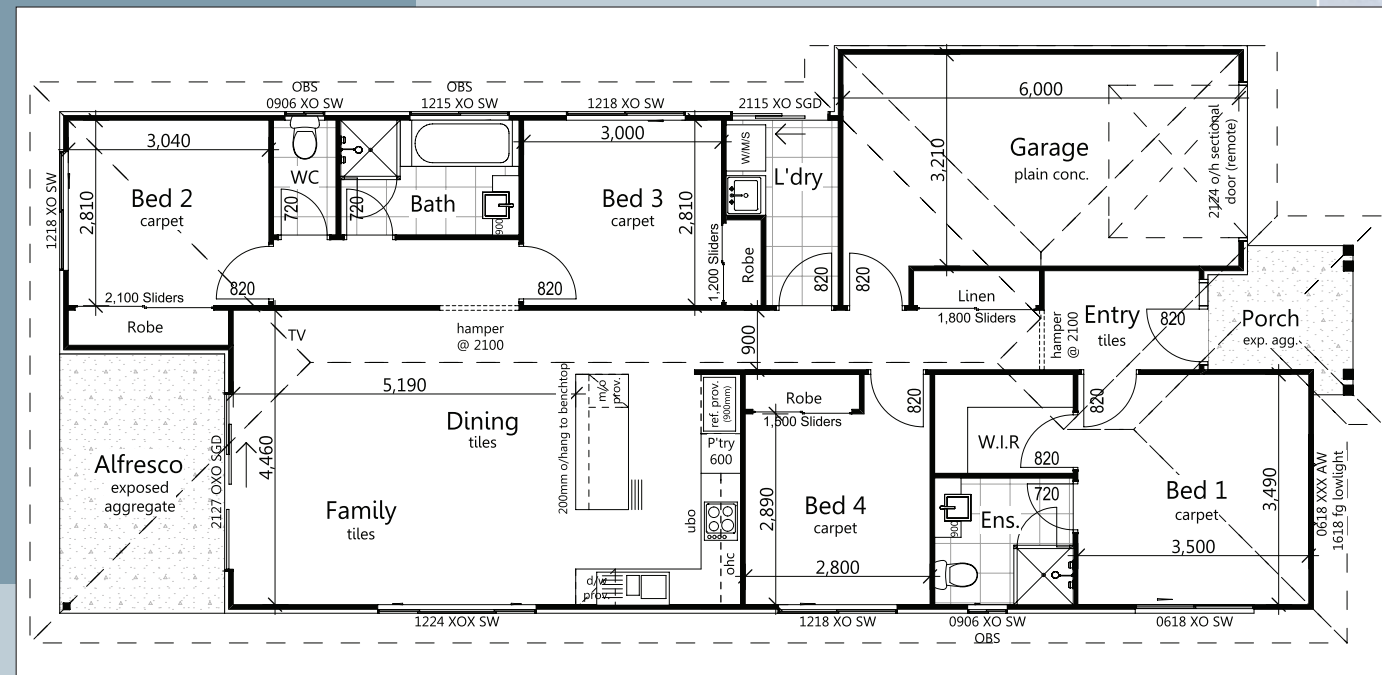 OBS
0906 XO SW
OBS
1215 XO SW
1218 XO SW
2115 XO SGD
6,000
3,040
WC
3,000
W/M/S
L'dry
Garage
plain conc.
3,210
2124 o/h sectional
door (remote)
1218 XO SW
2,810
Bed 2
carpet
720
720
Bath
900
Bed 3
carpet
2,810
1,200 Sliders
Robe
820
820
820
820
2,100 Sliders
Robe
Linen
1,800 Sliders
hamper
@ 2100
Entry
tiles
820
Porch
exp. agg.
TV
hamper
@ 2100
900
5,190
200mm o/hang to benchtop
m/o
prov.
ref. prov.
(900mm)
Robe
1,600 Sliders
820
820
Dining
tiles
P'try
600
W.I.R
820
Alfresco
exposed
aggregate
2127 OXO SGD
4,460
Family
tiles
ubo
ohc
2,890
Bed 4
carpet
2,800
720
Ens.
900
Bed 1
carpet
3,490
3,500
0618 XXX AW
1618 fg lowlight
d/w
prov.
1224 XOX SW
1218 XO SW
0906 XO SW
OBS
0618 XO SW